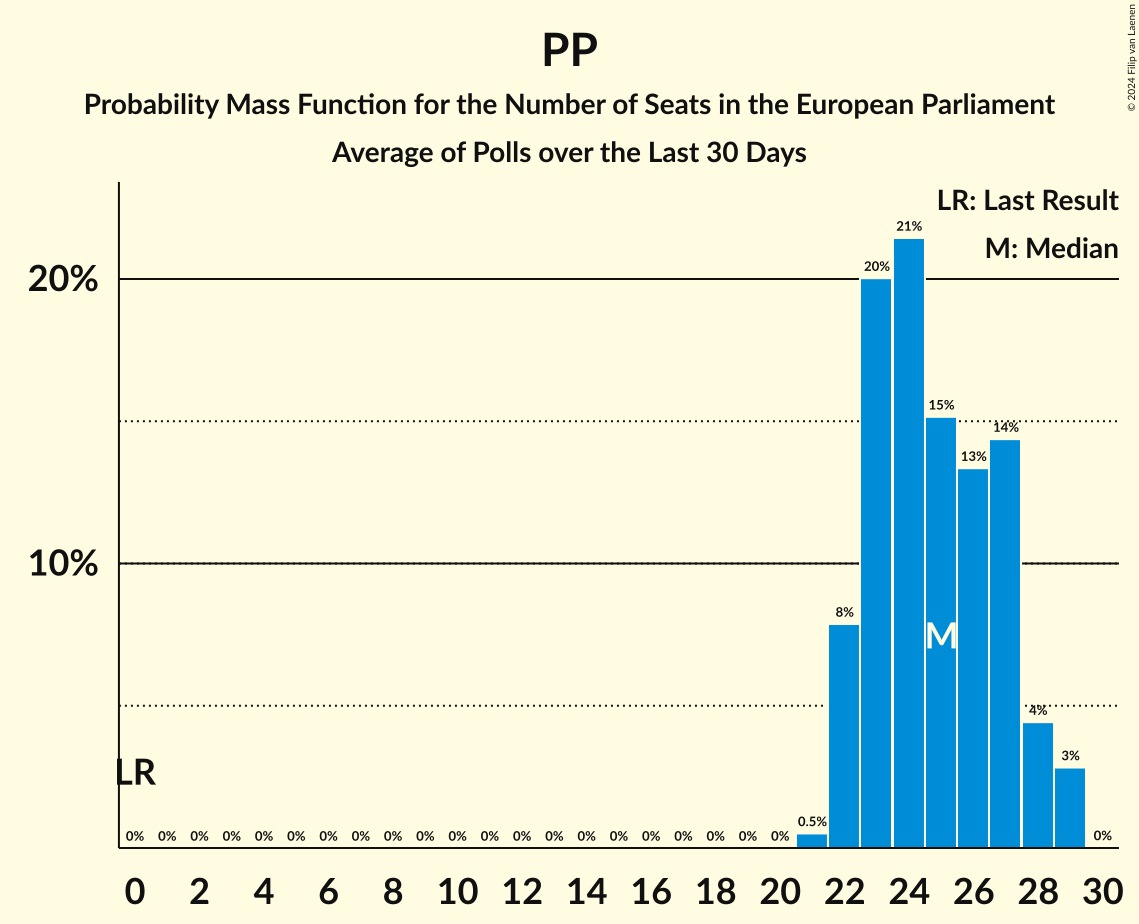 PP
Probability Mass Function for the Number of Seats in the European Parliament
Average of Polls over the Last 30 Days
© 2024 Filip van Laenen
LR: Last Result
M: Median
20%
10%
21%
20%
15%
14%
13%
8%
M
4%
3%
LR
0% 0% 0% 0% 0% 0% 0% 0% 0% 0% 0% 0% 0% 0% 0% 0% 0% 0% 0% 0% 0% 0.5% 0%
0 2 4 6 8 10 12 14 16 18 20 22 24 26 28 30